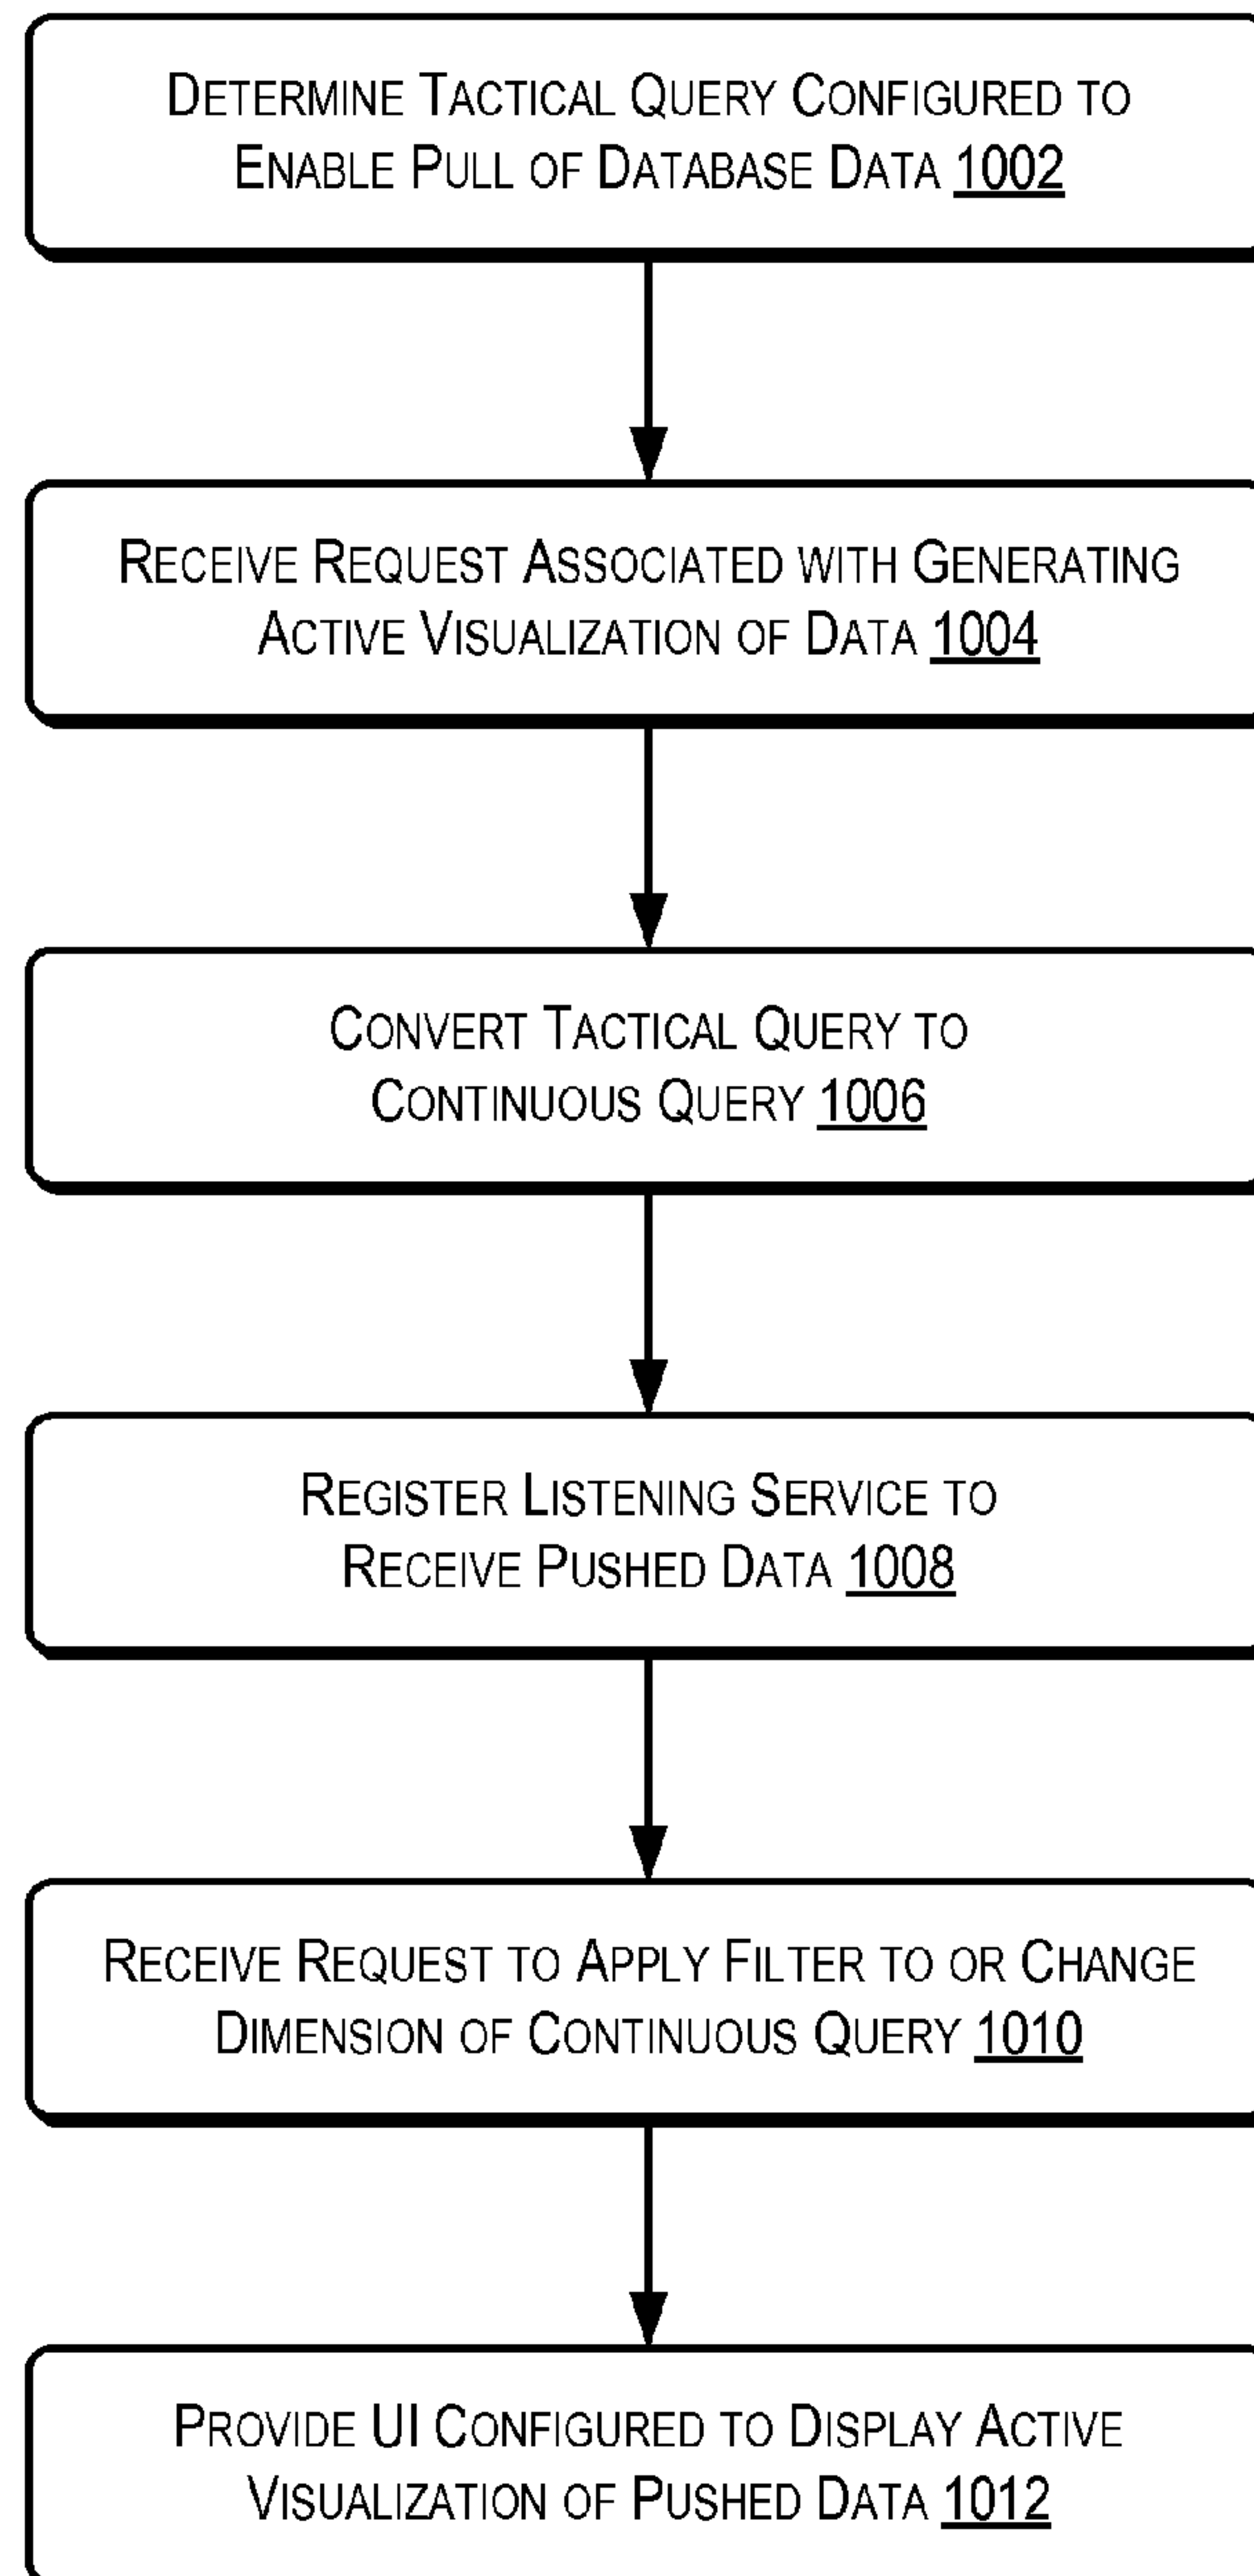 DETERMINE TACTICAL QUERY CONFIGURED TO
ENABLE PULL OF DATABASE DATA 1002
RECEIVE REQUEST ASSOCIATED WITH GENERATING
ACTIVE VISUALIZATION OF DATA 1004
CONVERT TACTICAL QUERY TO
CONTINUOUS QUERY 1006
REGISTER LISTENING SERVICE TO
RECEIVE PUSHED DATA 1008
RECEIVE REQUEST TO APPLY FILTER TO OR CHANGE
DIMENSION OF CONTINUOUS QUERY 1010
PROVIDE UI CONFIGURED TO DISPLAY ACTIVE
VISUALIZATION OF PUSHED DATA 1012